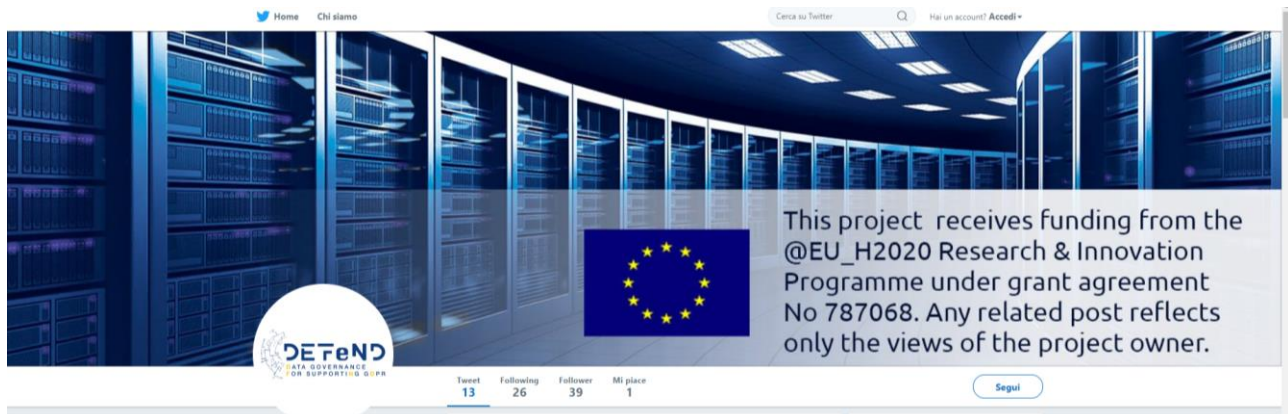 Home Chi siamo Cerca su Twitter Hai un account? Accedi
This project receives funding from the
@EU_H2020 Research & Innovation
Programme under grant agreement
No 787068. Any related post reflects
only the views of the project owner.
DEFeND
DATA GOVERNANCE
FOR SUPPORTING GDPR
Tweet Following Follower Mi piace
13 26 39 1
Segui